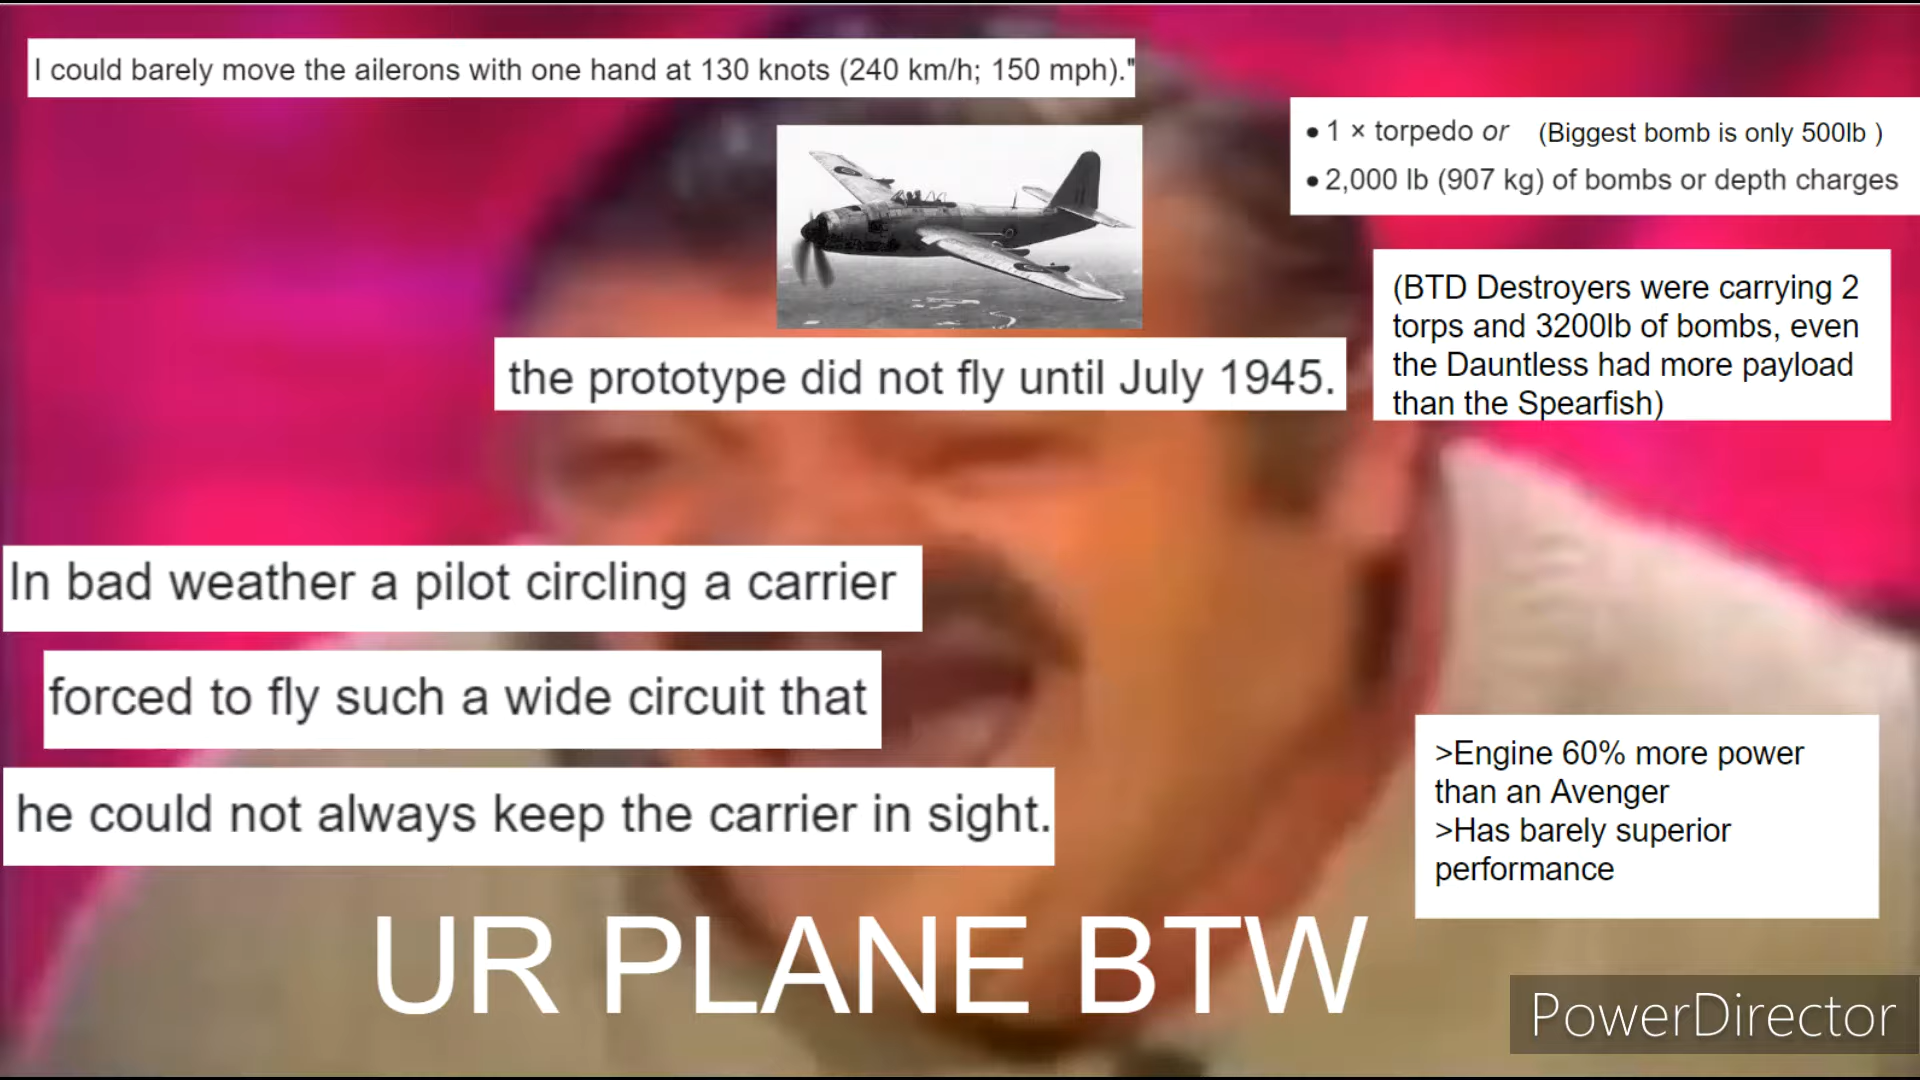 I could barely move the ailerons with one hand at 130 knots (240 km/h; 150 mph)."
• 1 × torpedo or (Biggest bomb is only 500lb )
• 2,000 lb (907 kg) of bombs or depth charges
(BTD Destroyers were carrying 2
torps and 3200lb of bombs, even
the Dauntless had more payload
than the Spearfish)
the prototype did not fly until July 1945.
In bad weather a pilot circling a carrier
forced to fly such a wide circuit that
he could not always keep the carrier in sight.
>Engine 60% more power
than an Avenger
>Has barely superior
performance
UR PLANE BTW
PowerDirector